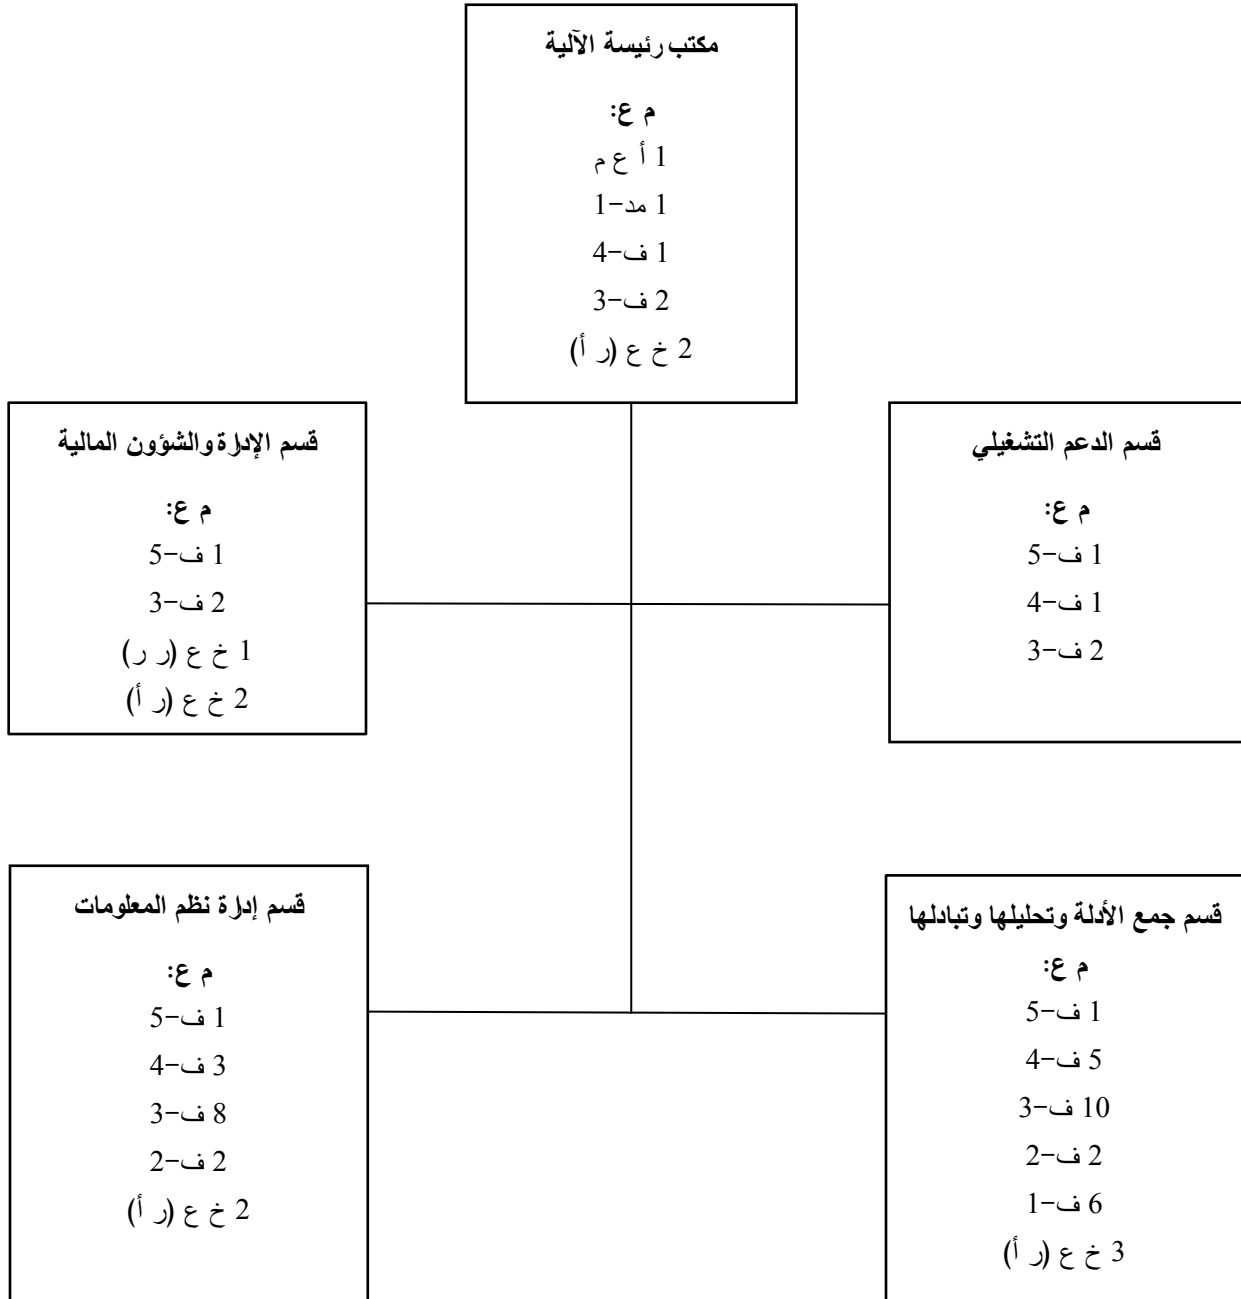 مكتب رئيسة الآلية
م ع:
1 أ ع م
1 مد-1
1 ف-4
2 ف-3
2 خ ع (ر أ)
قسم الدعم التشغيلي
م ع:
1 ف-5
1 ف-4
2 ف-3
قسم الإدارة والشؤون المالية
م ع:
1 ف-5
2 ف-3
1 خ ع (ر ر)
2 خ ع (ر أ)
قسم جمع الأدلة وتحليلها وتبادلها
م ع:
1 ف-5
5 ف-4
10 ف-3
2 ف-2
6 ف-1
3 خ ع (ر أ)
قسم إدارة نظم المعلومات
م ع:
1 ف-5
3 ف-4
8 ف-3
2 ف-2
2 خ ع (ر أ)